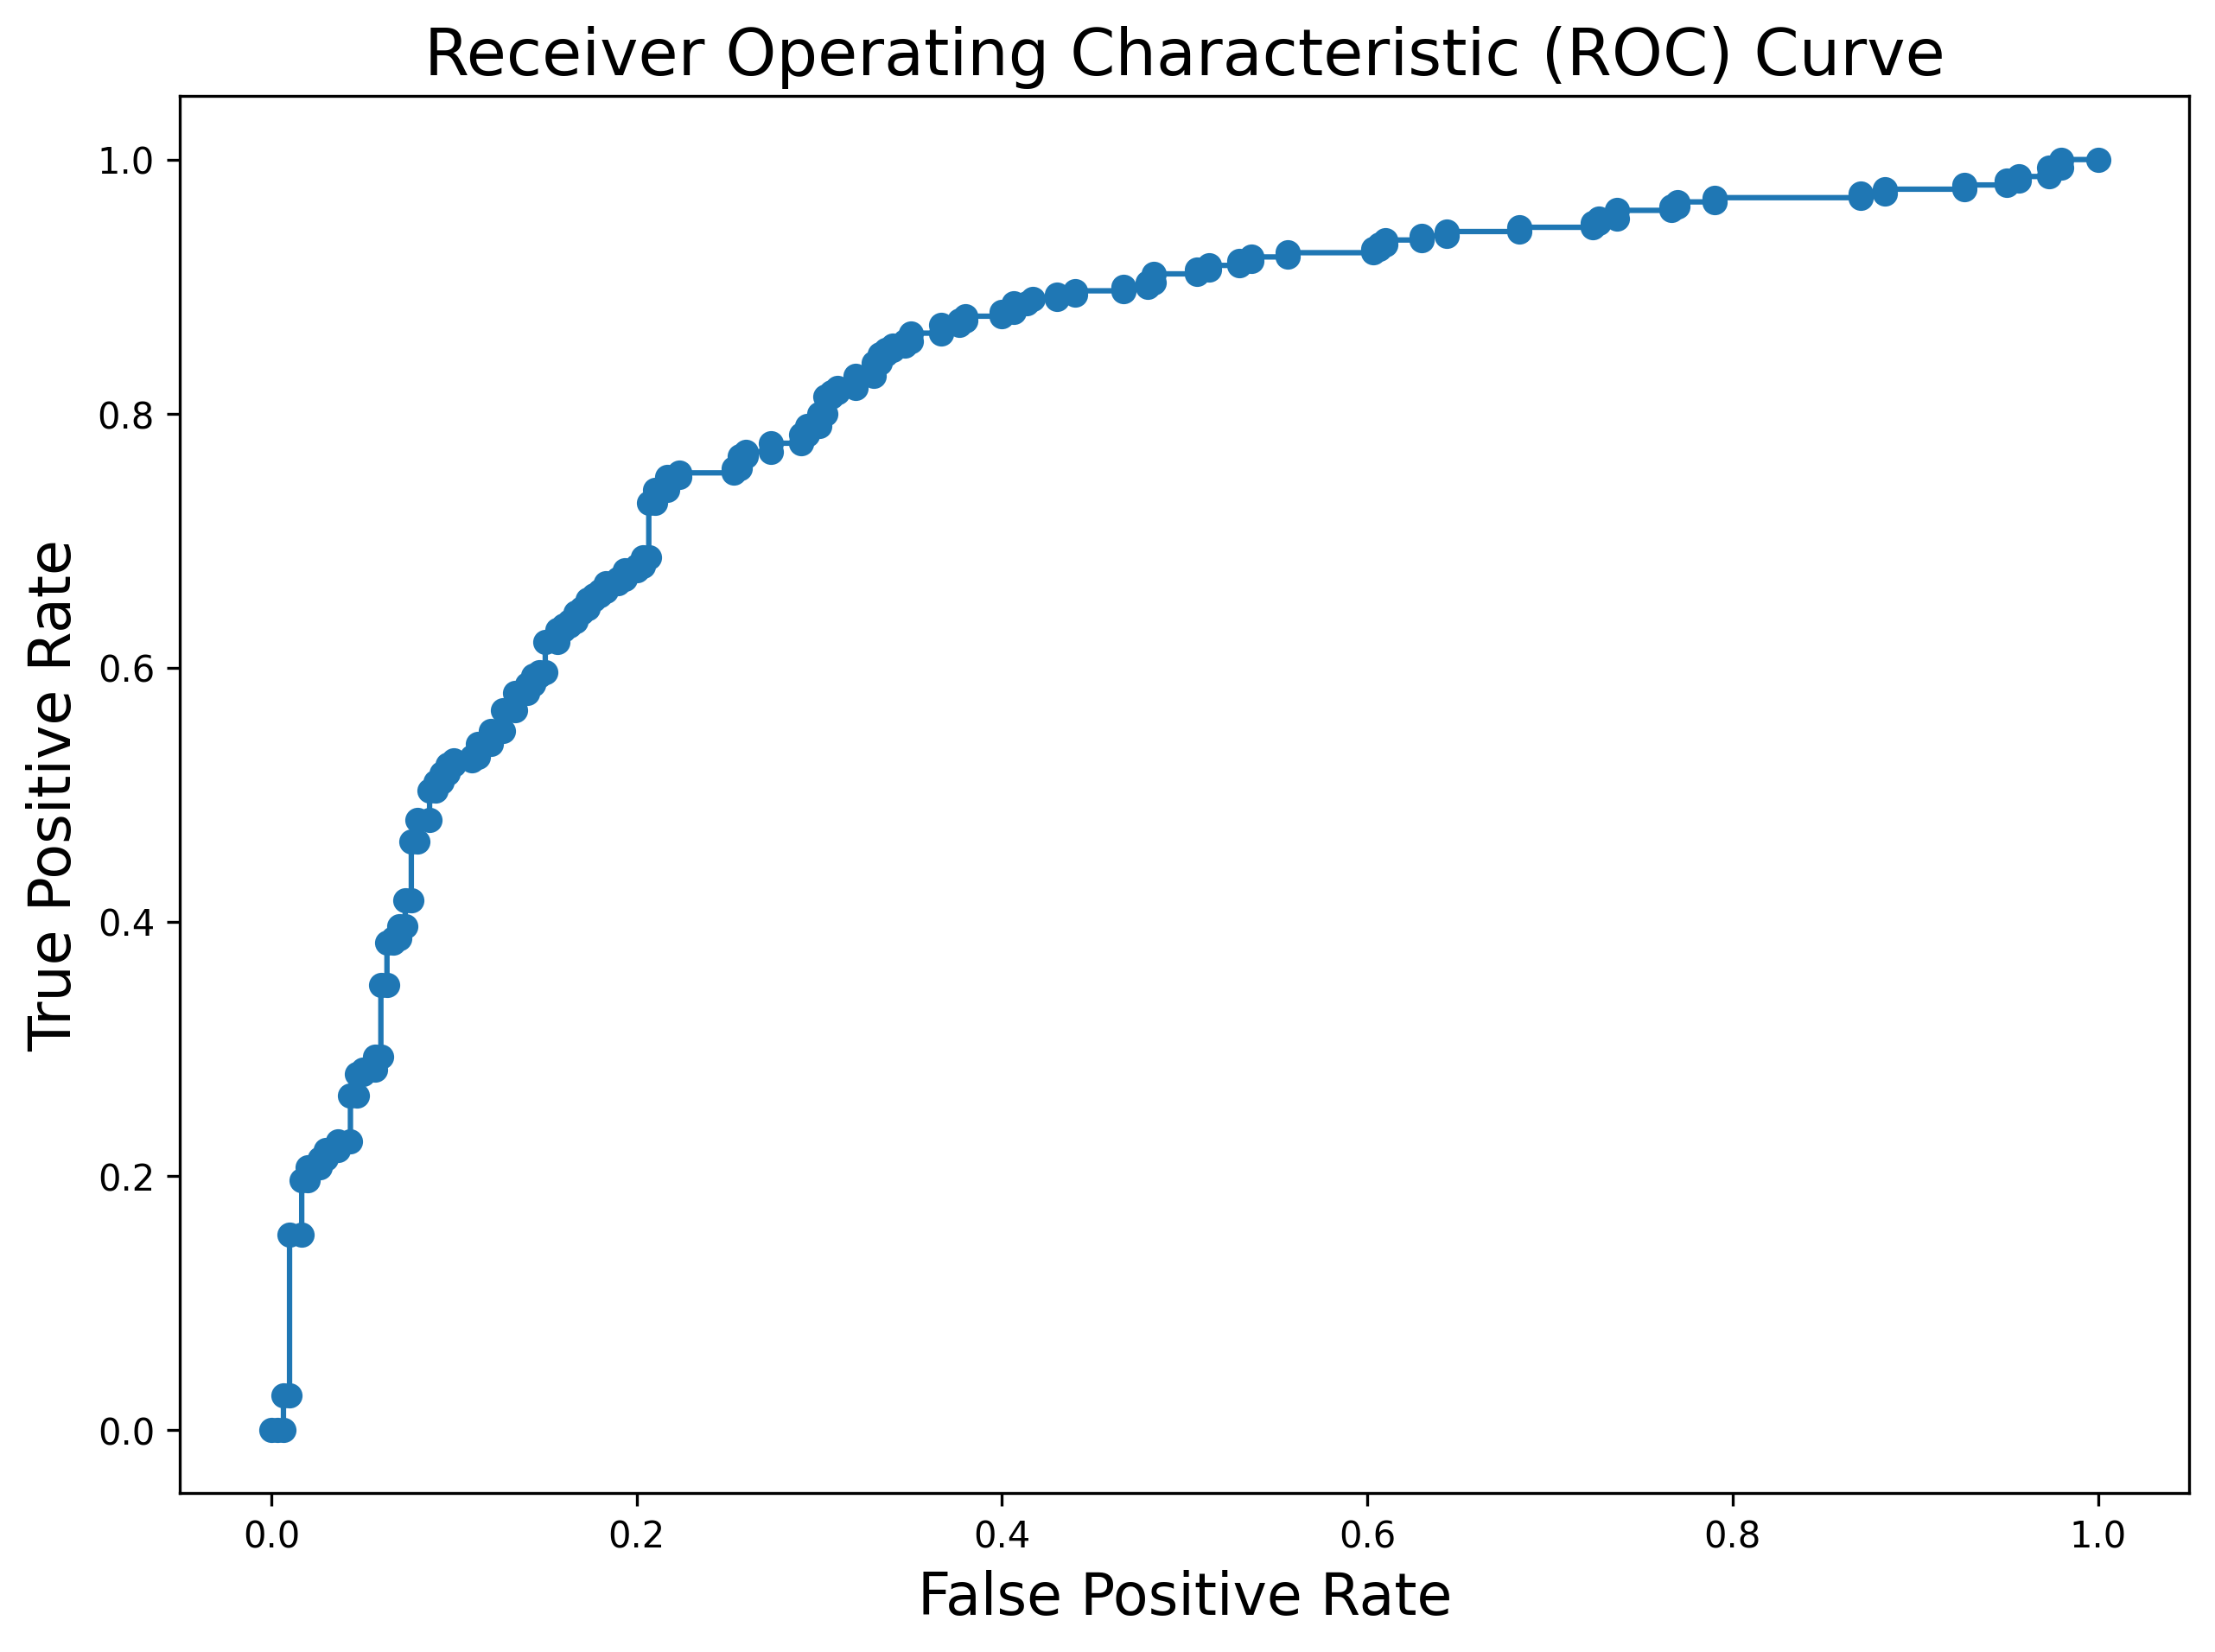 Receiver Operating Characteristic (ROC) Curve
1.0
0.8
0.6
0.4
0.2
0.0
True Positive Rate
0.0 0.2 0.4 0.6 0.8 1.0
False Positive Rate